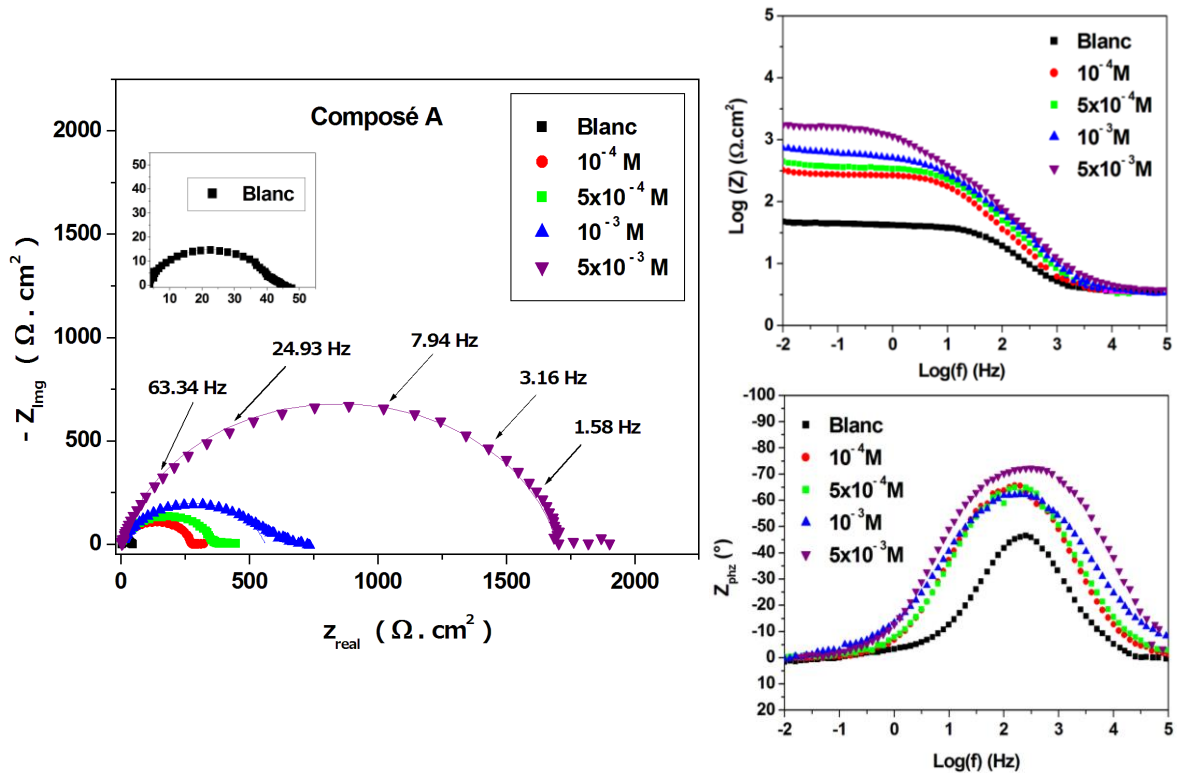 Composé A
Blanc
10⁻⁴ M
5x10⁻⁴ M
10⁻³ M
5x10⁻³ M
2000
1500
1000
500
0
- Z_Img ( Ω. cm² )
50
40
30
20
10
0
Blanc
10 20 30 40 50
63.34 Hz
24.93 Hz
7.94 Hz
3.16 Hz
1.58 Hz
0 500 1000 1500 2000
z_real ( Ω . cm² )
5
4
3
2
1
0
Log (Z) (Ω.cm²)
Blanc
10⁻⁴M
5x10⁻⁴M
10⁻³M
5x10⁻³M
-2 -1 0 1 2 3 4 5
Log(f) (Hz)
-100
-90
-80
-70
-60
-50
-40
-30
-20
-10
0
10
20
Z_phz (°)
Blanc
10⁻⁴M
5x10⁻⁴M
10⁻³M
5x10⁻³M
-2 -1 0 1 2 3 4 5
Log(f) (Hz)